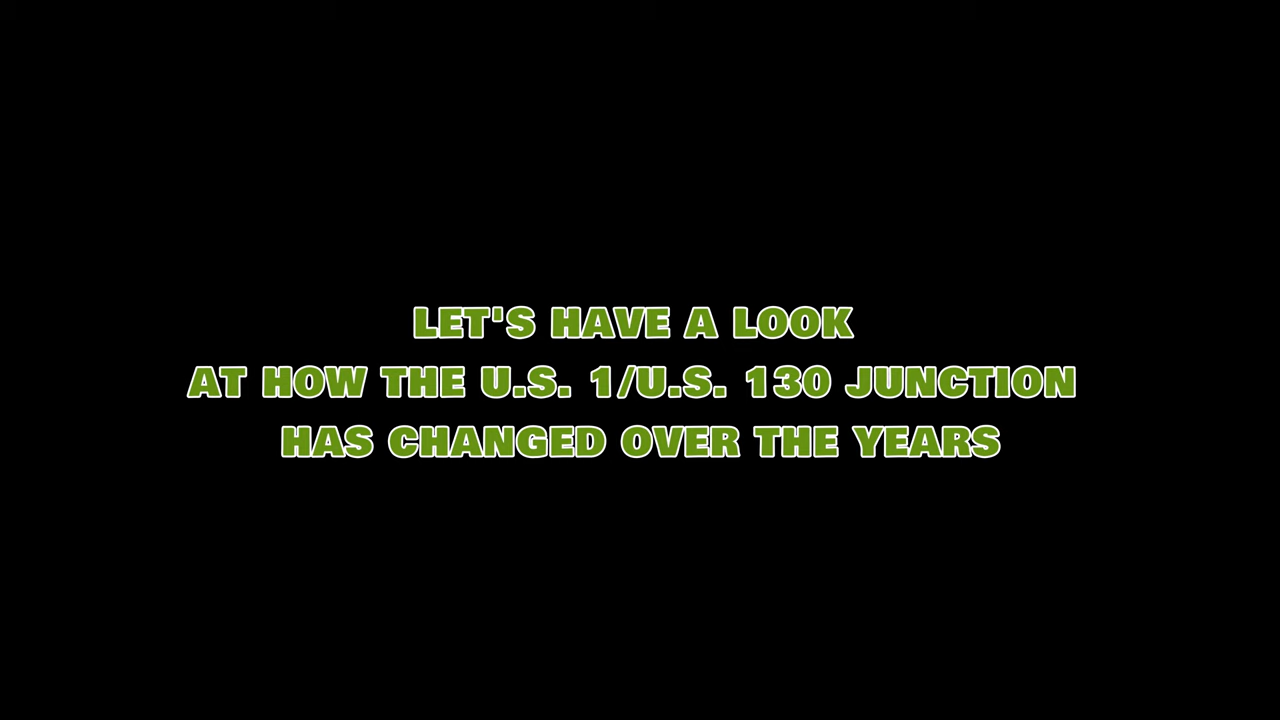 LET'S HAVE A LOOK
AT HOW THE U.S. 1/U.S. 130 JUNCTION
HAS CHANGED OVER THE YEARS